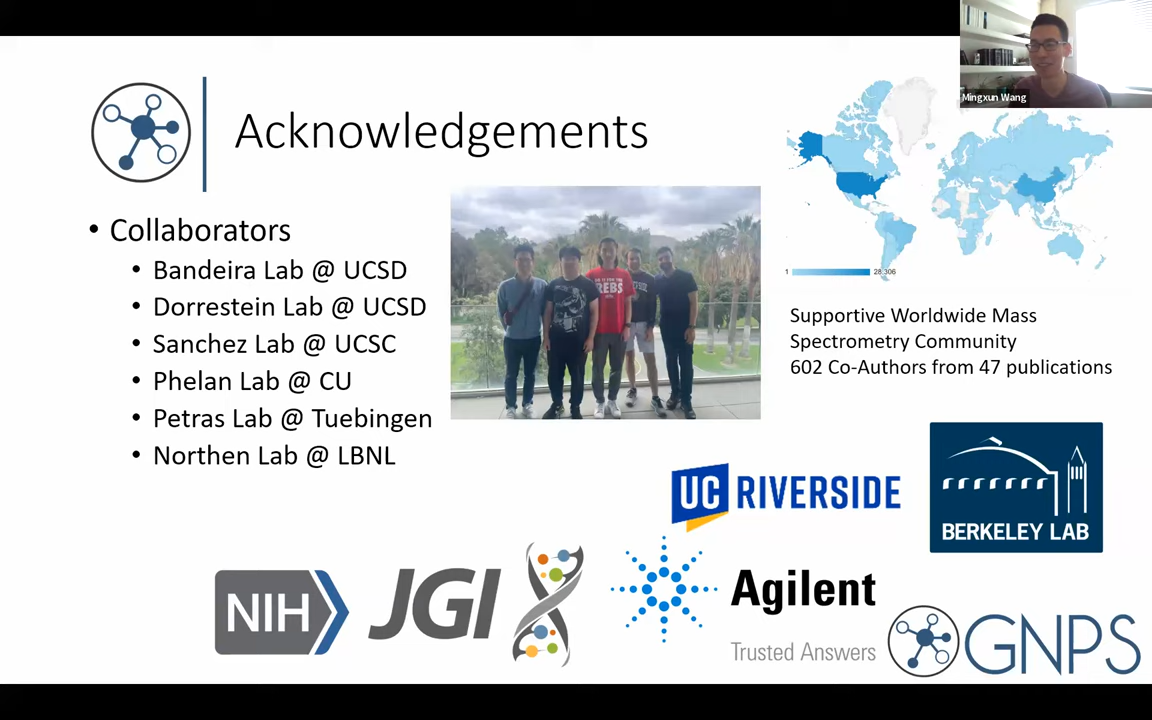 Mingxun Wang
Acknowledgements
• Collaborators
• Bandeira Lab @ UCSD
• Dorrestein Lab @ UCSD
• Sanchez Lab @ UCSC
• Phelan Lab @ CU
• Petras Lab @ Tuebingen
• Northen Lab @ LBNL
REBS
1
28,306
Supportive Worldwide Mass
Spectrometry Community
602 Co-Authors from 47 publications
UC RIVERSIDE
BERKELEY LAB
NIH
JGI
Agilent
Trusted Answers
GNPS